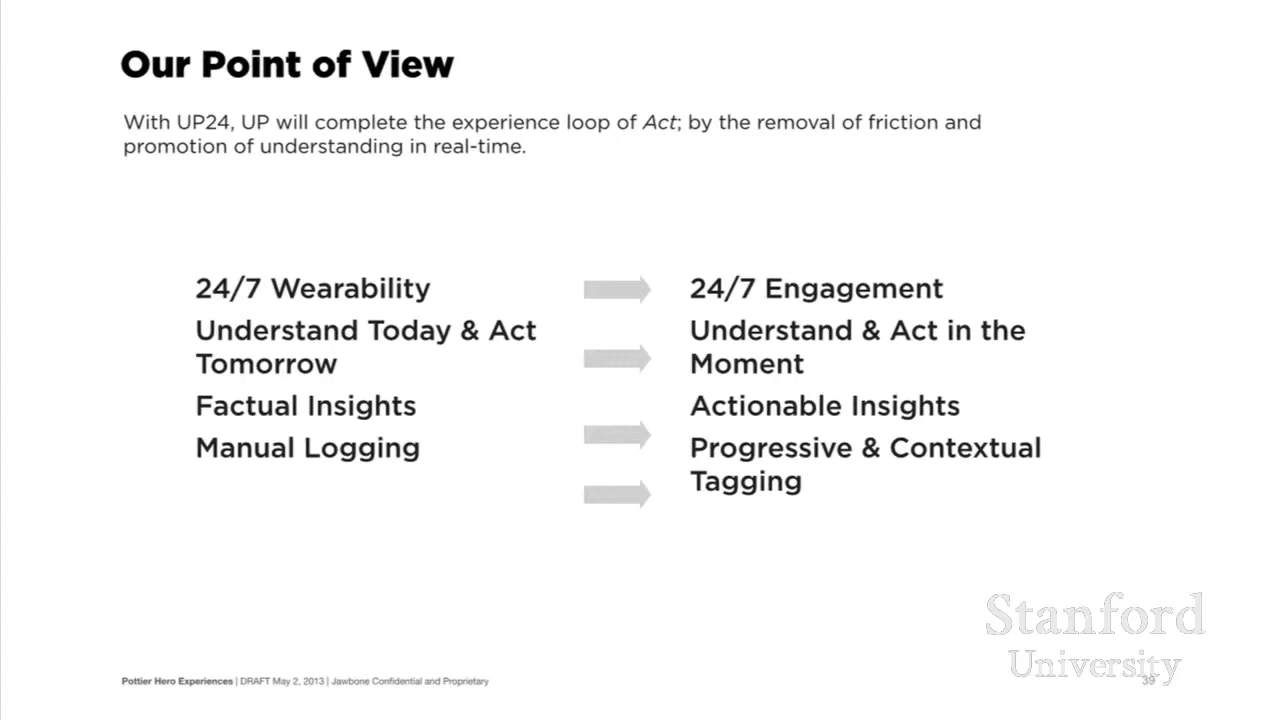 Our Point of View
With UP24, UP will complete the experience loop of Act; by the removal of friction and
promotion of understanding in real-time.
24/7 Wearability
24/7 Engagement
Understand Today & Act
Tomorrow
Understand & Act in the
Moment
Factual Insights
Actionable Insights
Manual Logging
Progressive & Contextual
Tagging
Stanford
University
Pottier Hero Experiences | DRAFT May 2, 2013 | Jawbone Confidential and Proprietary
39